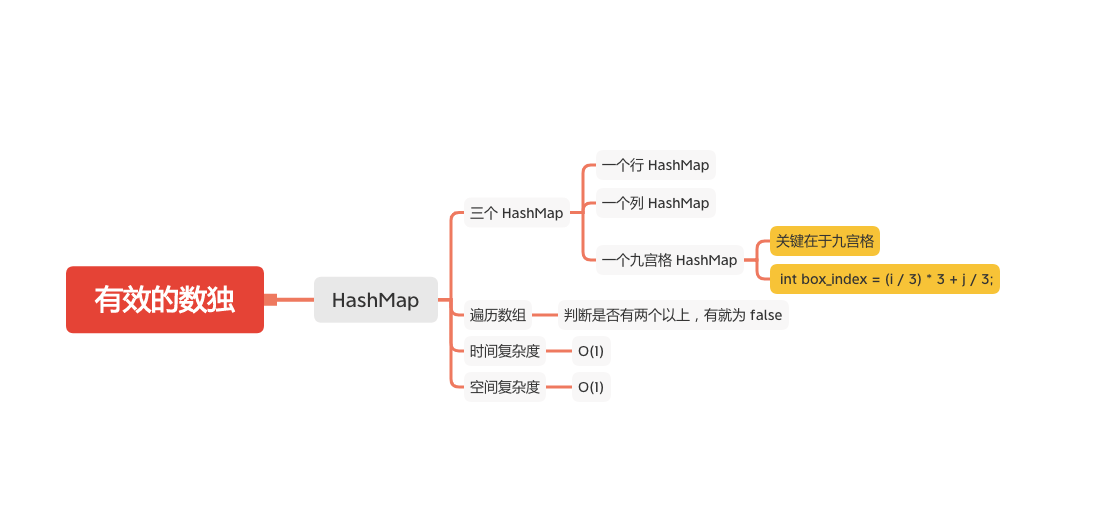 有效的数独
HashMap
三个 HashMap
一个行 HashMap
一个列 HashMap
一个九宫格 HashMap
关键在于九宫格
int box_index = (i / 3) * 3 + j / 3;
遍历数组
判断是否有两个以上，有就为 false
时间复杂度
O(1)
空间复杂度
O(1)